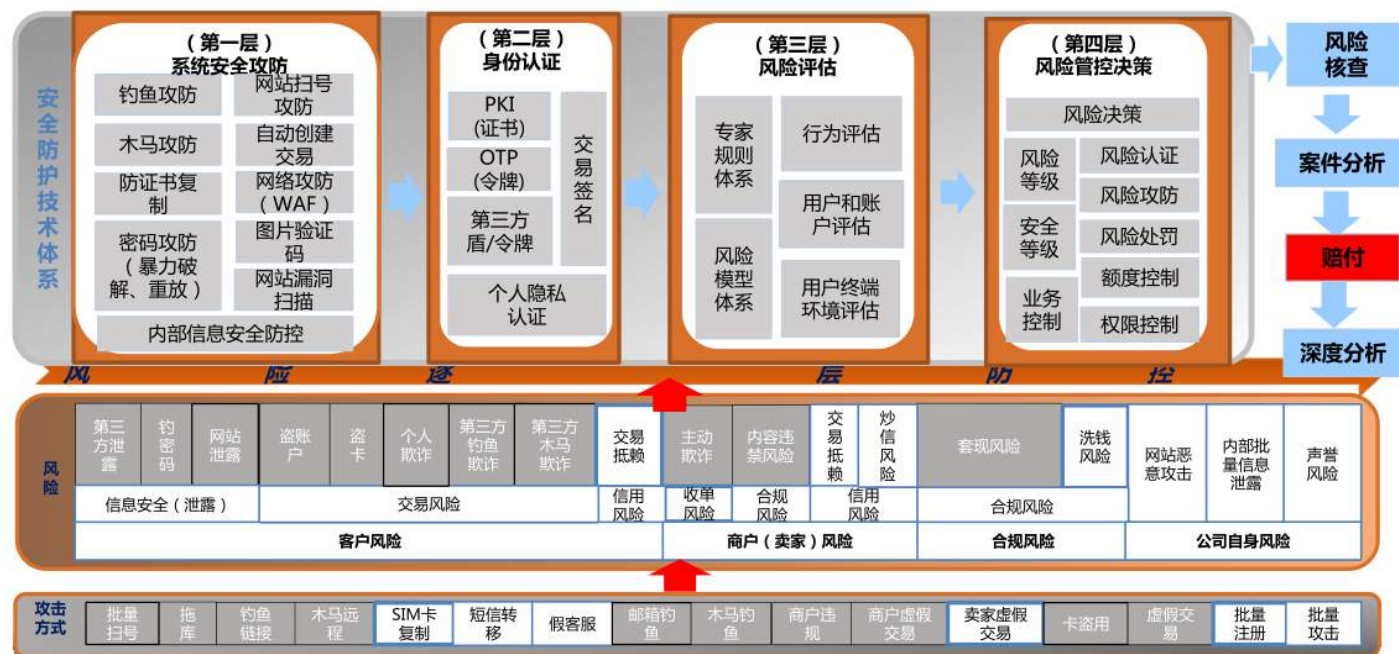 安全防护技术体系
（第一层）
系统安全攻防
钓鱼攻防
网站扫号
攻防
木马攻防
自动创建
交易
防证书复
制
网络攻防
（WAF）
密码攻防
（暴力破
解、重放）
图片验证
码
网站漏洞
扫描
内部信息安全防控
（第二层）
身份认证
PKI
(证书)
OTP
(令牌)
第三方
盾/令牌
交易签名
个人隐私
认证
（第三层）
风险评估
专家
规则
体系
风险
模型
体系
行为评估
用户和账
户评估
用户终端
环境评估
（第四层）
风险管控决策
风险决策
风险
等级
安全
等级
业务
控制
风险认证
风险攻防
风险处罚
额度控制
权限控制
风险
核查
案件分析
赔付
深度分析
风 险 逐 层 防 控
风险
第三
方泄
露
钓
密
码
网站
泄露
盗账
户
盗
卡
个人
欺诈
第三方
钓鱼
欺诈
第三方
木马
欺诈
交易
抵赖
主动
欺诈
内容违
禁风险
交
易
抵
赖
炒
信
风
险
套现风险
洗钱
风险
网站恶
意攻击
内部批
量信息
泄露
声誉
风险
信息安全（泄露）
交易风险
信用
风险
收单
风险
合规
风险
信用
风险
合规风险
客户风险
商户（卖家）风险
合规风险
公司自身风险
攻击
方式
批量
扫号
拖
库
钓鱼
链接
木马远
程
SIM卡
复制
短信转
移
假客服
邮箱钓
鱼
木马钓
鱼
商户违
规
商户虚假
交易
卖家虚假
交易
卡盗用
虚假交
易
批量
注册
批量
攻击